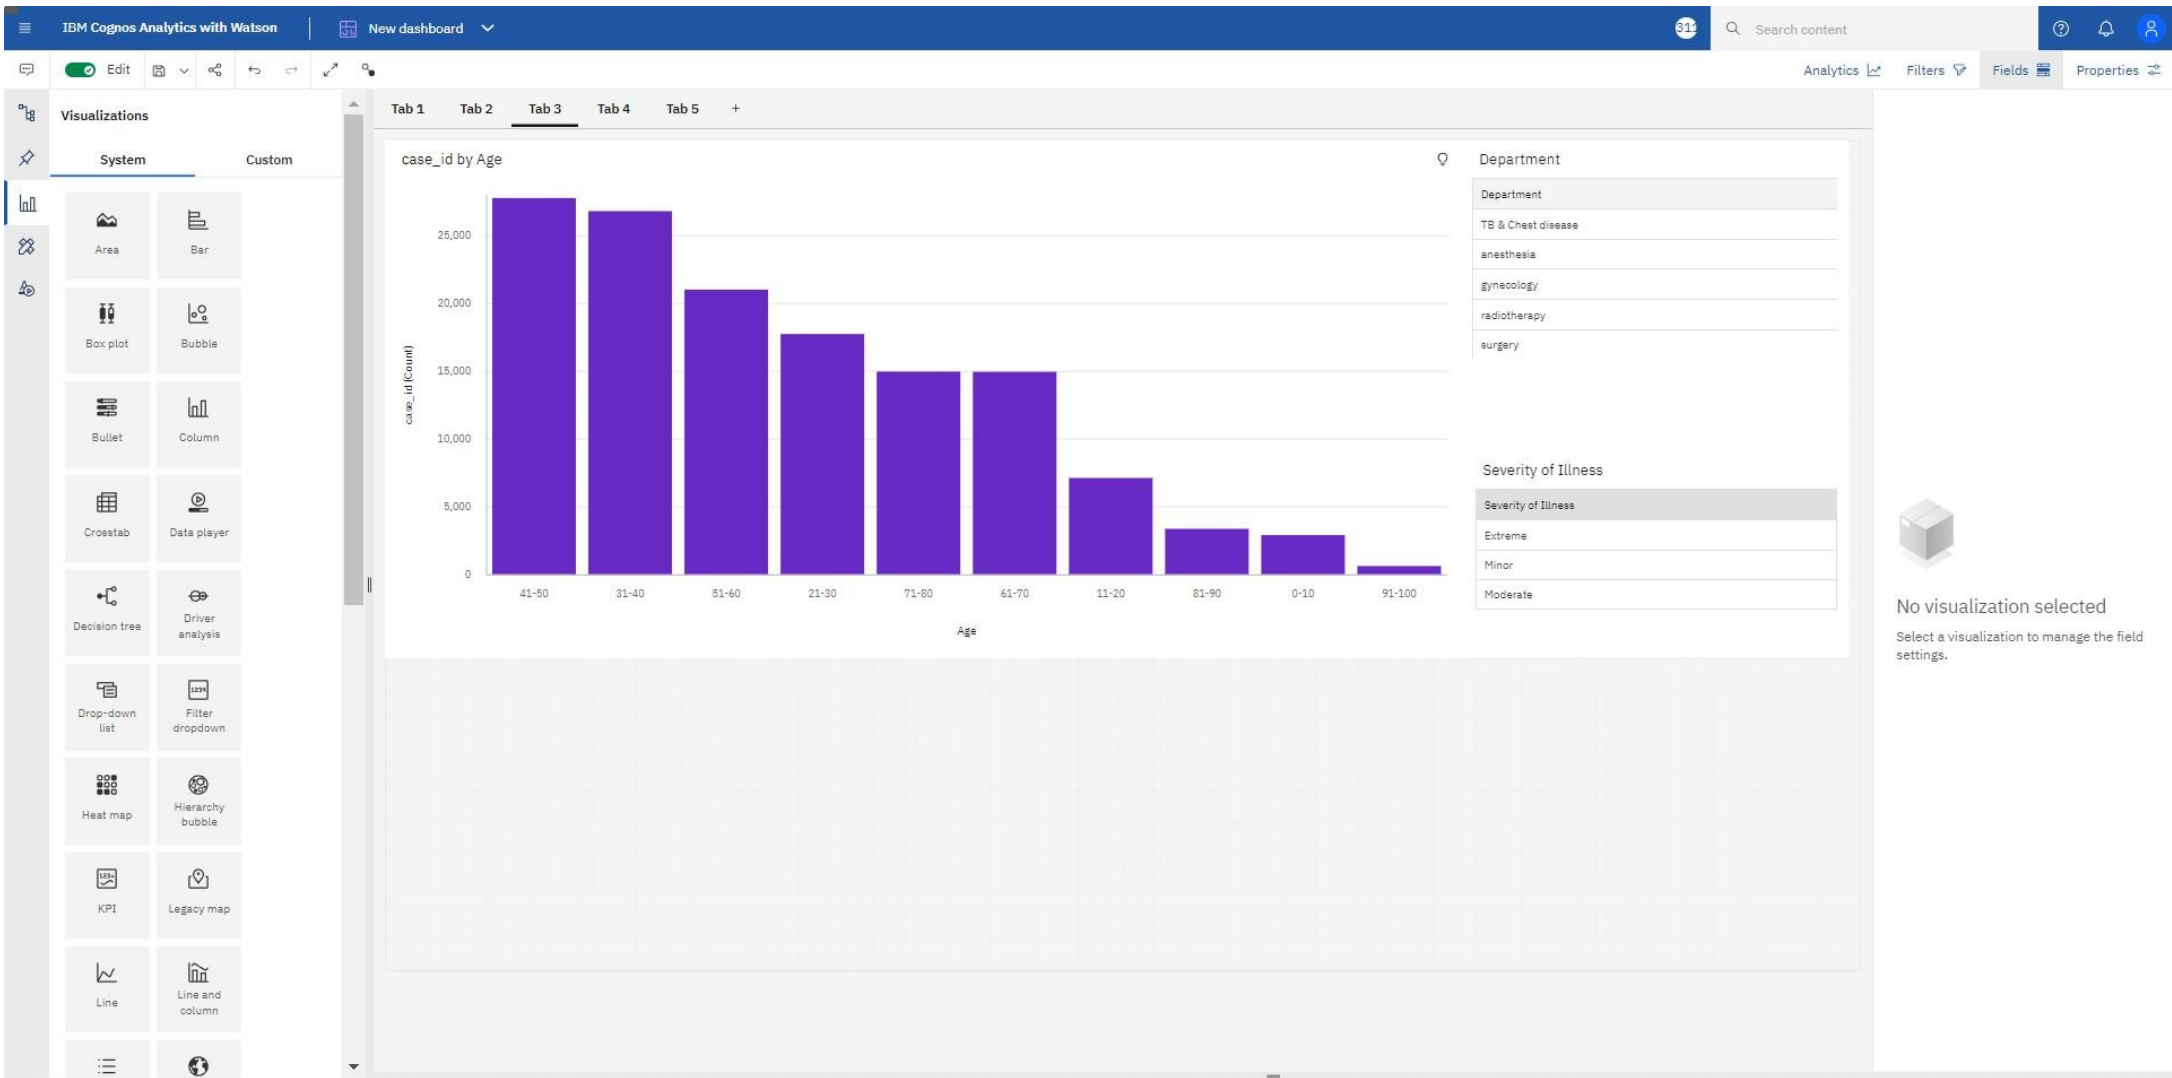 IBM Cognos Analytics with Watson
New dashboard
311
Search content
Edit
Analytics
Filters
Fields
Properties
Visualizations
System
Custom
Area
Bar
Box plot
Bubble
Bullet
Column
Crosstab
Data player
Decision tree
Driver
analysis
Drop-down
list
Filter
dropdown
Heat map
Hierarchy
bubble
KPI
Legacy map
Line
Line and
column
Tab 1
Tab 2
Tab 3
Tab 4
Tab 5
+
case_id by Age
case_id (Count)
25,000
20,000
15,000
10,000
5,000
0
41-50
31-40
51-60
21-30
71-80
61-70
11-20
81-90
0-10
91-100
Age
Department
Department
TB & Chest disease
anesthesia
gynecology
radiotherapy
surgery
Severity of Illness
Severity of Illness
Extreme
Minor
Moderate
No visualization selected
Select a visualization to manage the field
settings.